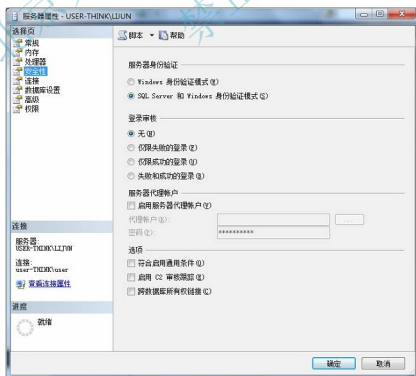 服务器属性 - USER-THINK\LIJUN
选择页
常规
内存
处理器
安全性
连接
数据库设置
高级
权限
脚本
帮助
服务器身份验证
Windows 身份验证模式(W)
SQL Server 和 Windows 身份验证模式(S)
登录审核
无(N)
仅限失败的登录(F)
仅限成功的登录(U)
失败和成功的登录(B)
服务器代理帐户
启用服务器代理帐户(Y)
代理帐户(R):
...
密码(P):
**********
选项
符合启用通用条件(Q)
启用 C2 审核跟踪(2)
跨数据库所有权链接(C)
连接
服务器:
USER-THINK\LIJUN
连接:
user-THINK\user
查看连接属性
进度
就绪
确定
取消